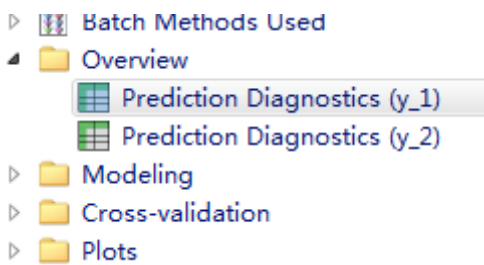 Batch Methods Used
Overview
Prediction Diagnostics (y_1)
Prediction Diagnostics (y_2)
Modeling
Cross-validation
Plots